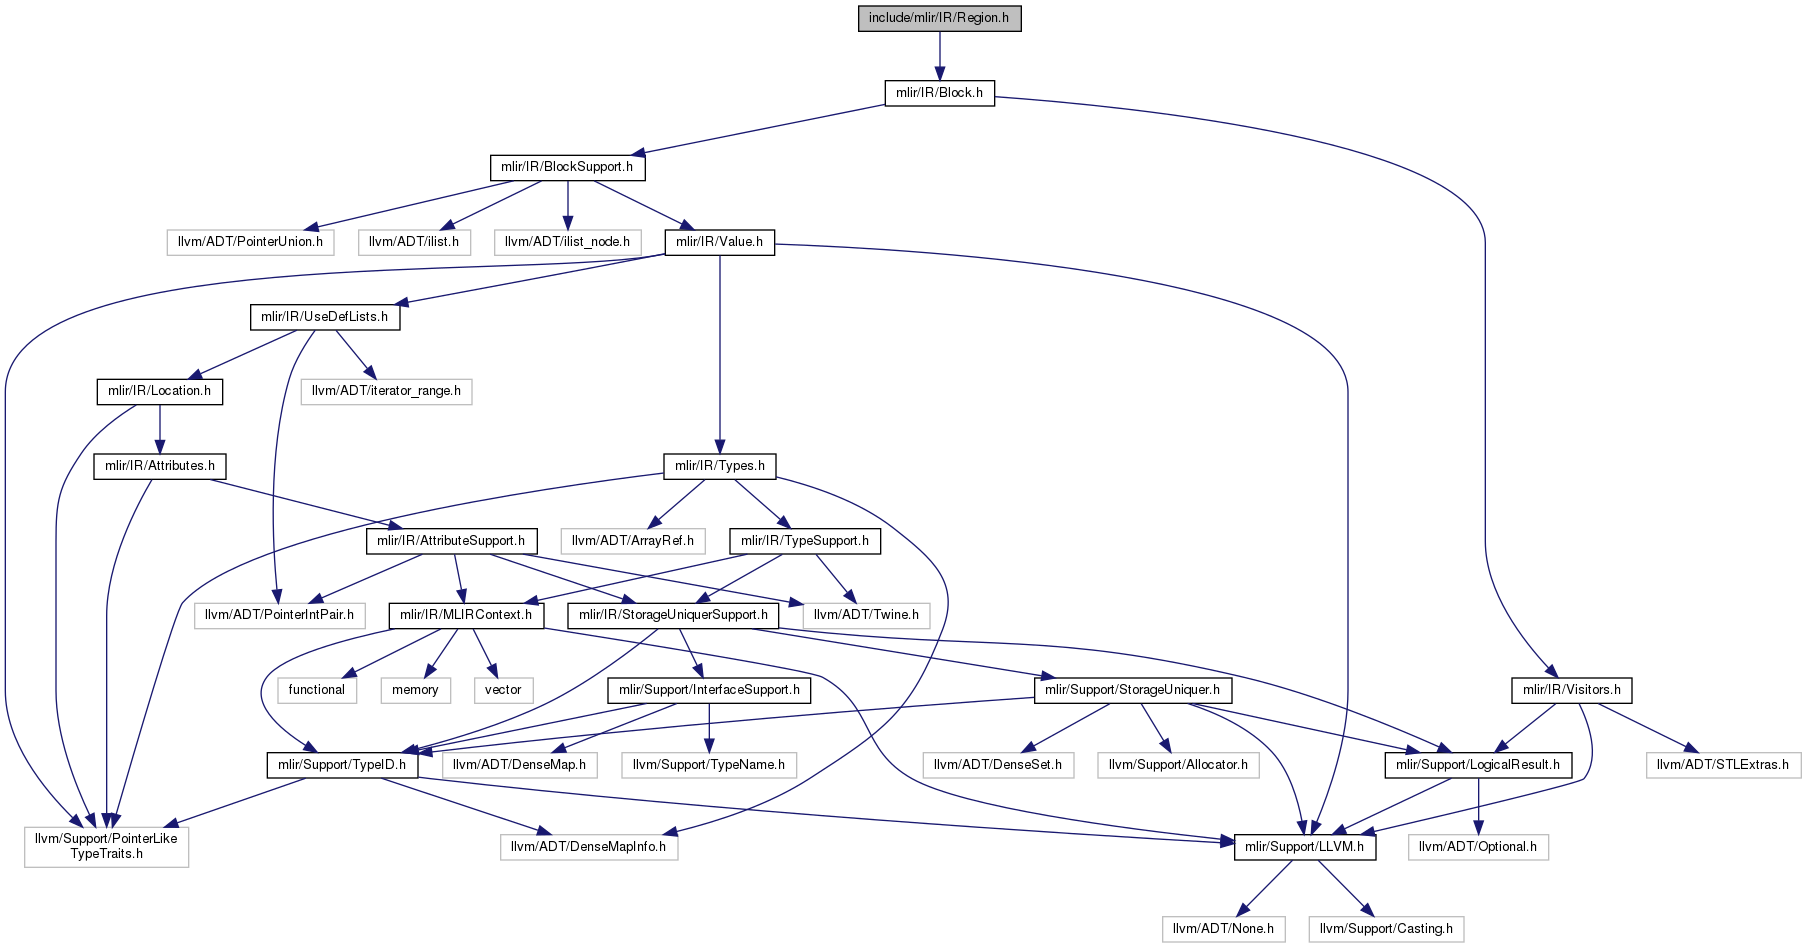 include/mlir/IR/Region.h
mlir/IR/Block.h
mlir/IR/BlockSupport.h
llvm/ADT/PointerUnion.h
llvm/ADT/ilist.h
llvm/ADT/ilist_node.h
mlir/IR/Value.h
mlir/IR/UseDefLists.h
mlir/IR/Location.h
llvm/ADT/iterator_range.h
mlir/IR/Attributes.h
mlir/IR/Types.h
mlir/IR/AttributeSupport.h
llvm/ADT/ArrayRef.h
mlir/IR/TypeSupport.h
llvm/ADT/PointerIntPair.h
mlir/IR/MLIRContext.h
mlir/IR/StorageUniquerSupport.h
llvm/ADT/Twine.h
functional
memory
vector
mlir/Support/InterfaceSupport.h
mlir/Support/StorageUniquer.h
mlir/IR/Visitors.h
mlir/Support/TypeID.h
llvm/ADT/DenseMap.h
llvm/Support/TypeName.h
llvm/ADT/DenseSet.h
llvm/Support/Allocator.h
mlir/Support/LogicalResult.h
llvm/ADT/STLExtras.h
llvm/Support/PointerLike
TypeTraits.h
llvm/ADT/DenseMapInfo.h
mlir/Support/LLVM.h
llvm/ADT/Optional.h
llvm/ADT/None.h
llvm/Support/Casting.h